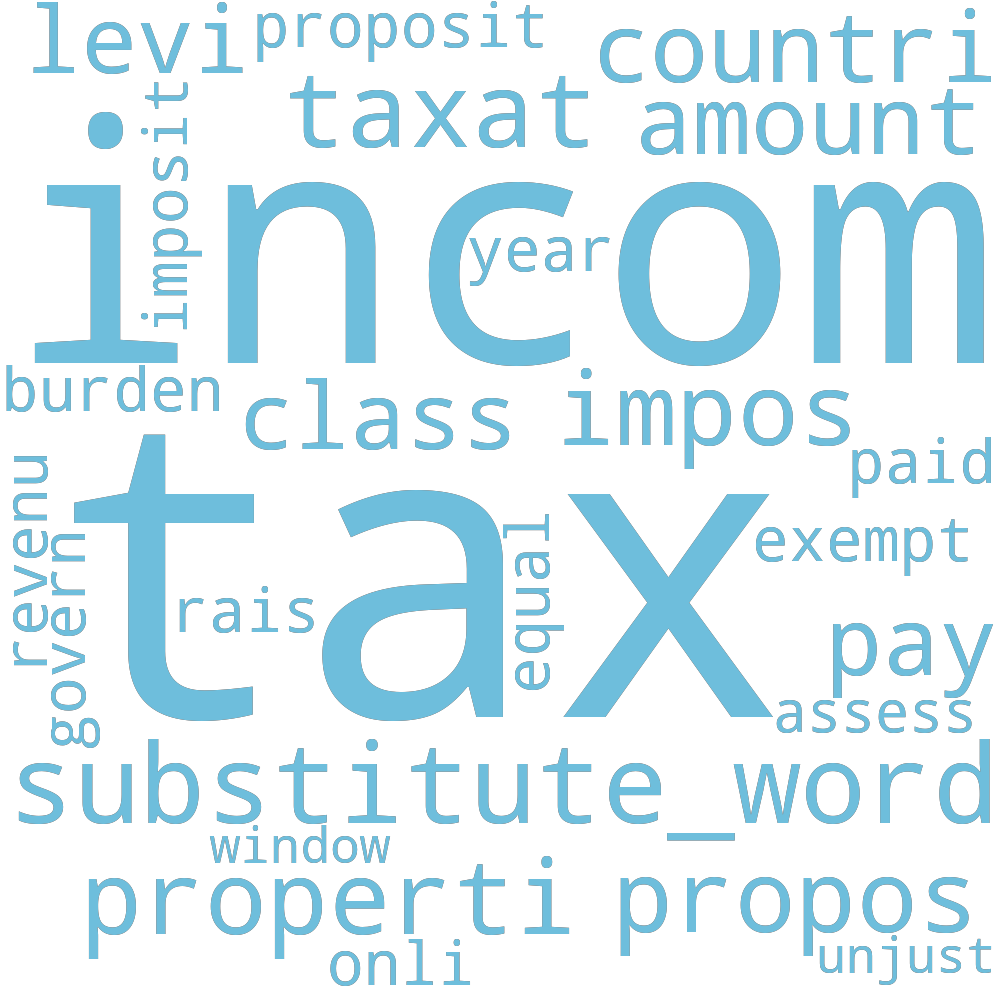 levi
proposit
countri
imposit
taxat
amount
incom
year
burden
class
impos
paid
tax
revenu
govern
rais
equal
exempt
pay
assess
substitute_word
window
properti
propos
onli
unjust